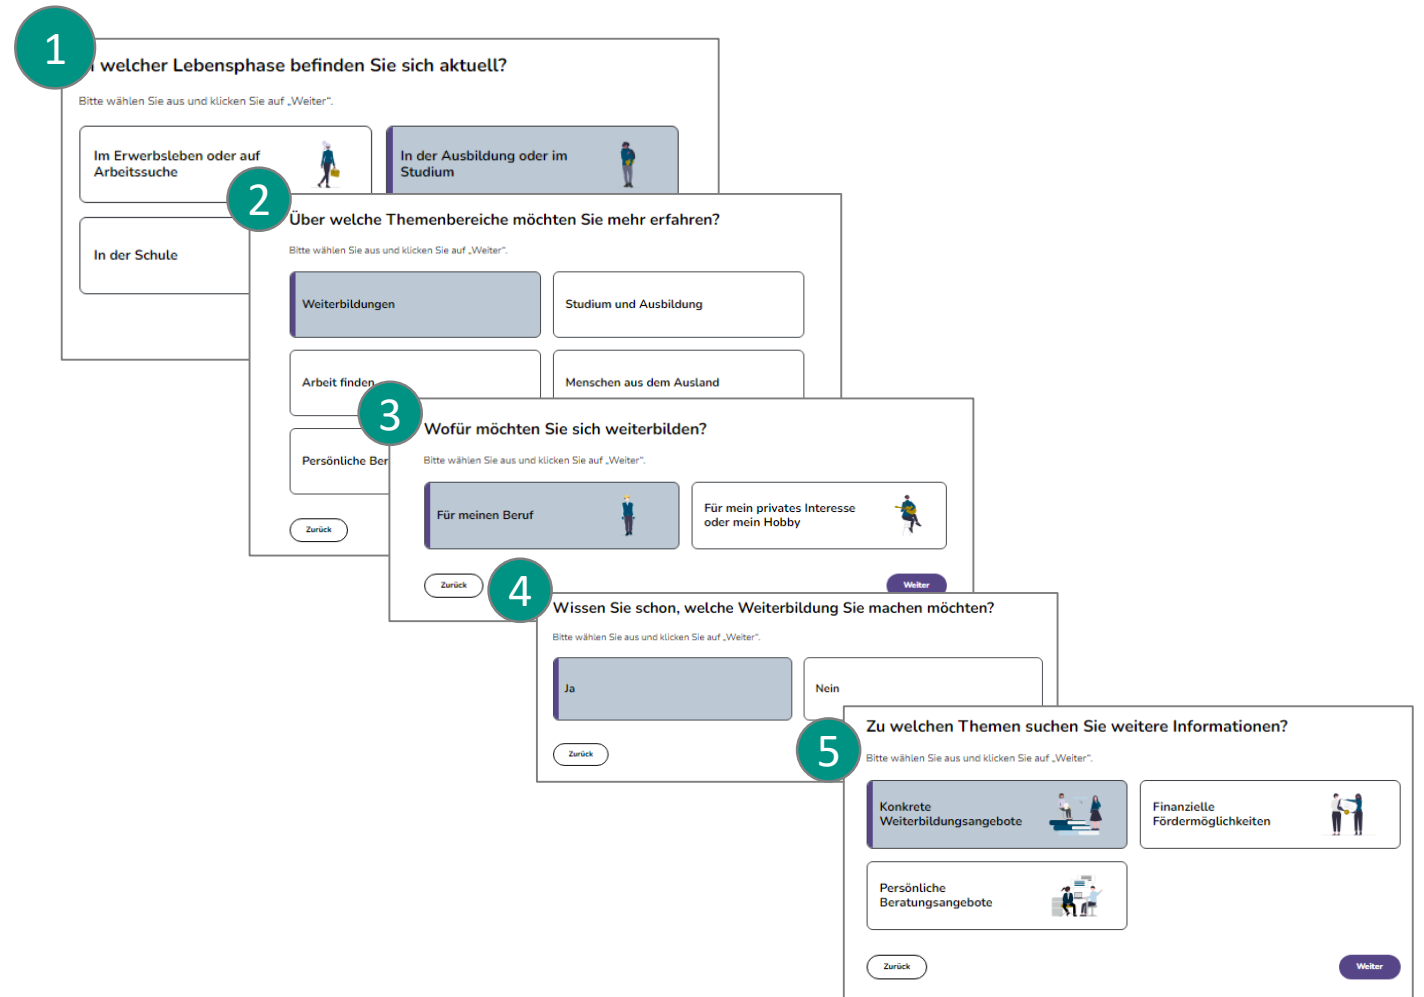 1
welcher Lebensphase befinden Sie sich aktuell?
Bitte wählen Sie aus und klicken Sie auf „Weiter“.
Im Erwerbsleben oder auf
Arbeitssuche
In der Ausbildung oder im
Studium
In der Schule
2
Über welche Themenbereiche möchten Sie mehr erfahren?
Bitte wählen Sie aus und klicken Sie auf „Weiter“.
Weiterbildungen
Studium und Ausbildung
Arbeit finden
Menschen aus dem Ausland
Persönliche Ber
Zurück
3
Wofür möchten Sie sich weiterbilden?
Bitte wählen Sie aus und klicken Sie auf „Weiter“.
Für meinen Beruf
Für mein privates Interesse
oder mein Hobby
Zurück
Weiter
4
Wissen Sie schon, welche Weiterbildung Sie machen möchten?
Bitte wählen Sie aus und klicken Sie auf „Weiter“.
Ja
Nein
Zurück
5
Zu welchen Themen suchen Sie weitere Informationen?
Bitte wählen Sie aus und klicken Sie auf „Weiter“.
Konkrete
Weiterbildungsangebote
Finanzielle
Fördermöglichkeiten
Persönliche
Beratungsangebote
Zurück
Weiter